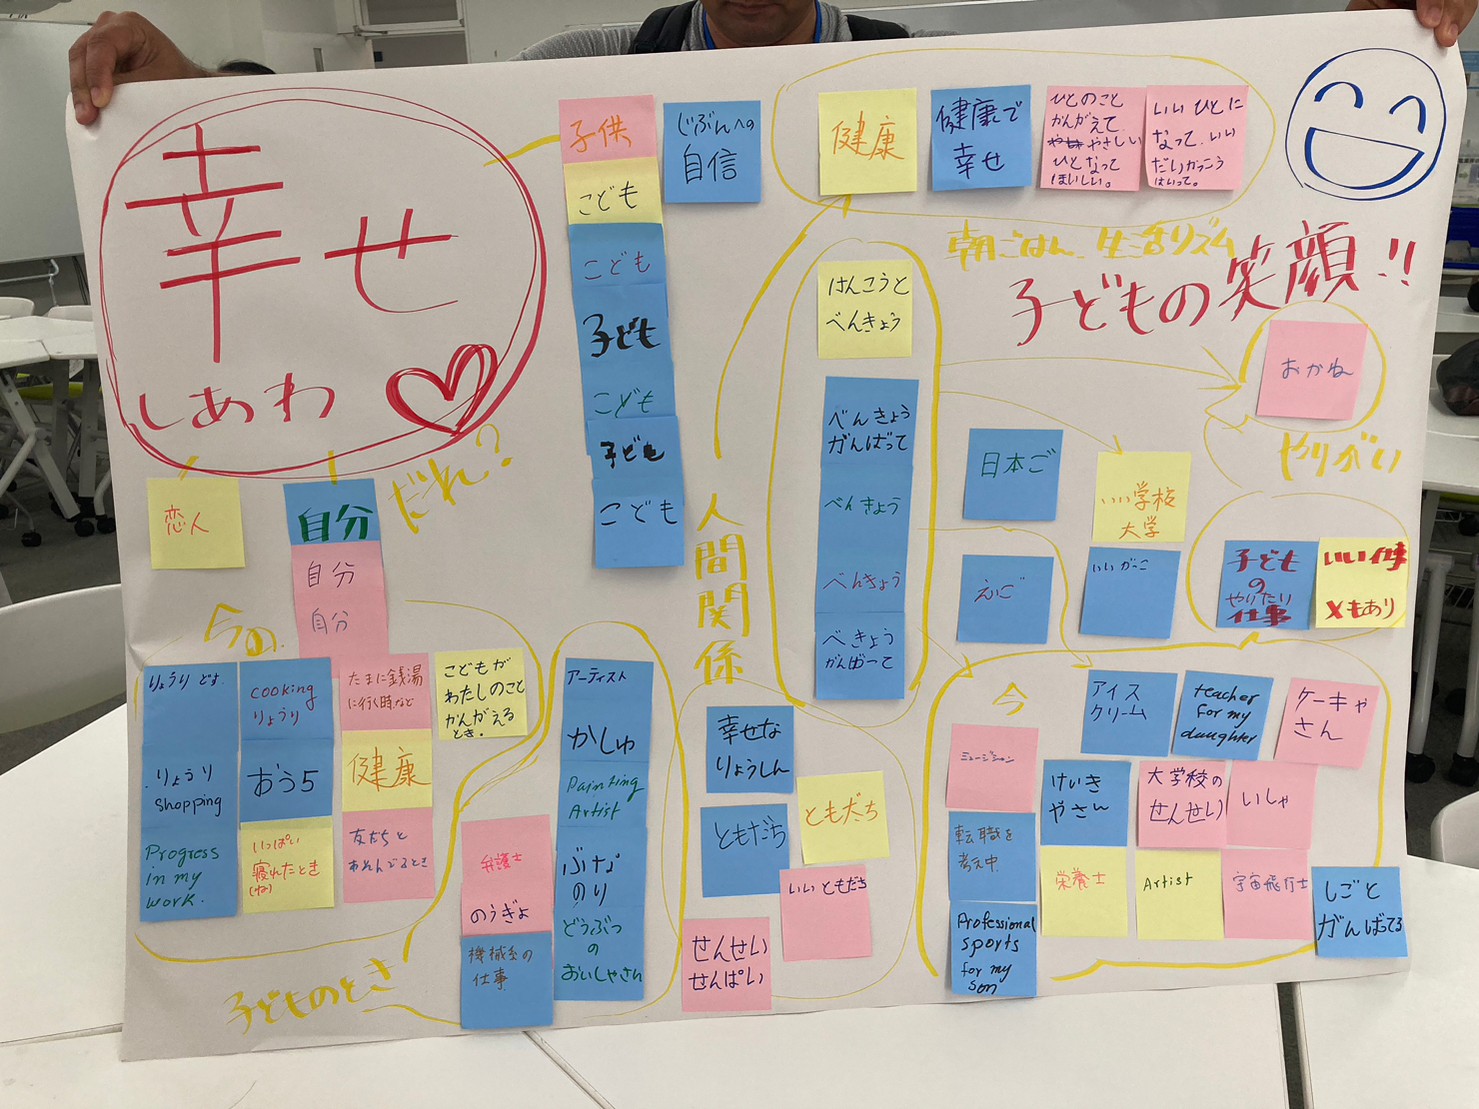 幸せ
しあわ
だれ？
恋人
自分
自分
自分
子供
こども
こども
子ども
こども
子ども
こども
じぶんへの
自信
健康
健康で
幸せ
ひとのこと
かんがえて
やさしい
ひとなって
ほしい。
いいひとに
なって、いい
だいがっこう
はいって。
朝ごはん 生活リズム
子どもの笑顔!!
けんこうと
べんきょう
べんきょう
がんばって
べんきょう
べんきょう
べきょう
がんばーて
人間関係
おかね
やりがい
日本ご
えご
いい学校
大学
いいがっこ
子ども
の
やりたり
仕事
いい仕事
Xもあり
今の
りょうりです.
りょうり
shopping
Progress
in my
work.
cooking
りょうり
おうち
いっぱい
寝れたとき
(ね)
たまに銭湯
に行く時など
健康
友だちと
あそんでるとき
こどもが
わたしのこと
かんがえる
とき。
子どものとき
弁護士
のうぎょ
機械系の
仕事
アーティスト
かしゅ
Painting
Artist
ふなのり
どうぶつ
の
おいしゃさん
幸せな
りょうしん
ともだち
ともだち
いいともだち
せんせい
せんぱい
今
ミュージシャン
転職を
考え中
Professional
sports
for my
son
アイス
クリーム
teacher
for my
daughter
ケーキや
さん
けいき
やさん
大学校の
せんせい
いしゃ
栄養士
Artist
宇宙飛行士
しごと
がんばてる